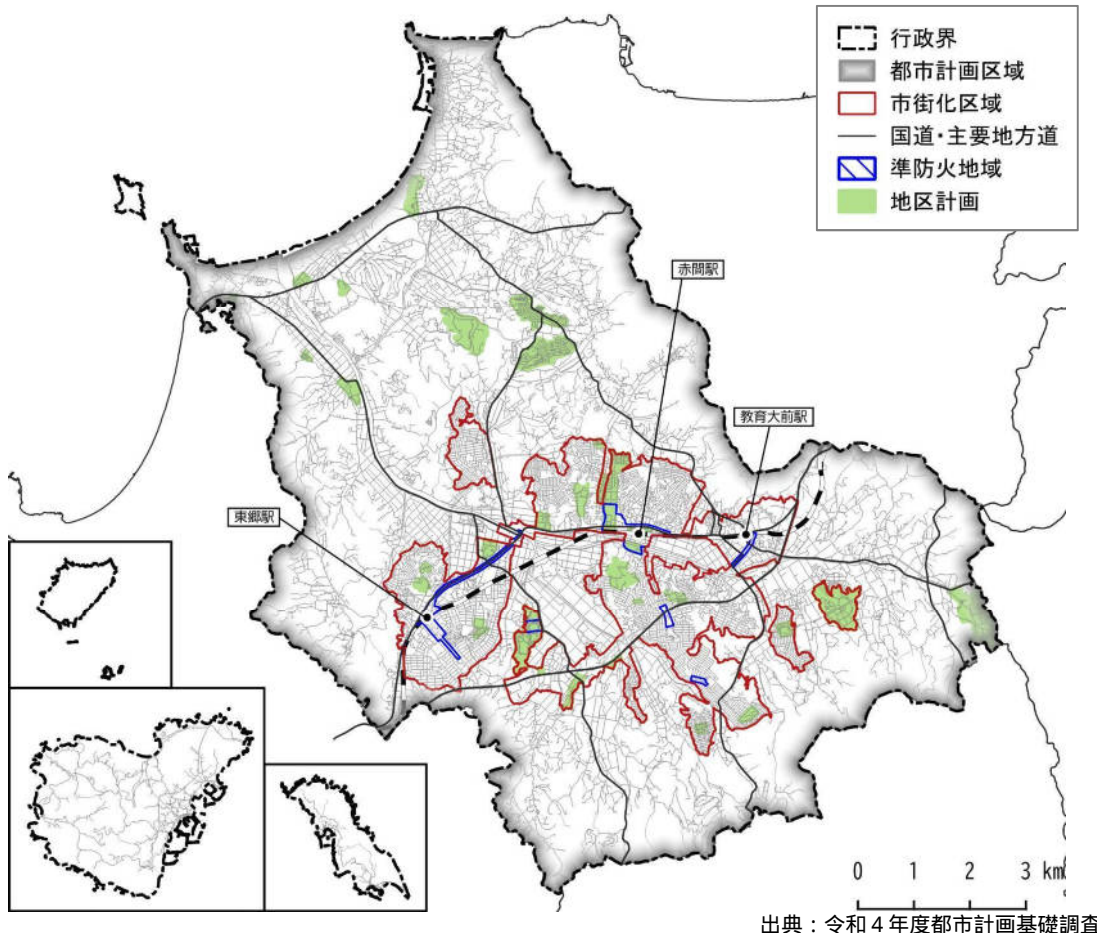 行政界
都市計画区域
市街化区域
国道・主要地方道
準防火地域
地区計画
赤間駅
教育大前駅
東郷駅
0 1 2 3 km
出典：令和４年度都市計画基礎調査